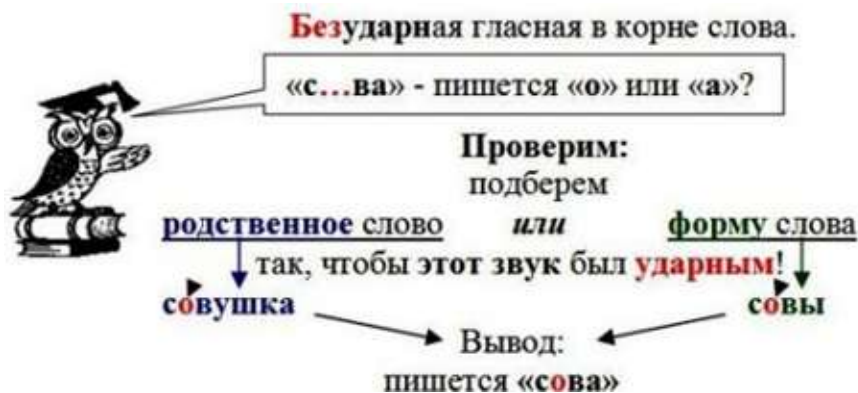 Безударная гласная в корне слова.
«с…ва» - пишется «о» или «а»?
Проверим:
подберем
родственное слово или форму слова
так, чтобы этот звук был ударным!
совушка совы
Вывод:
пишется «сова»